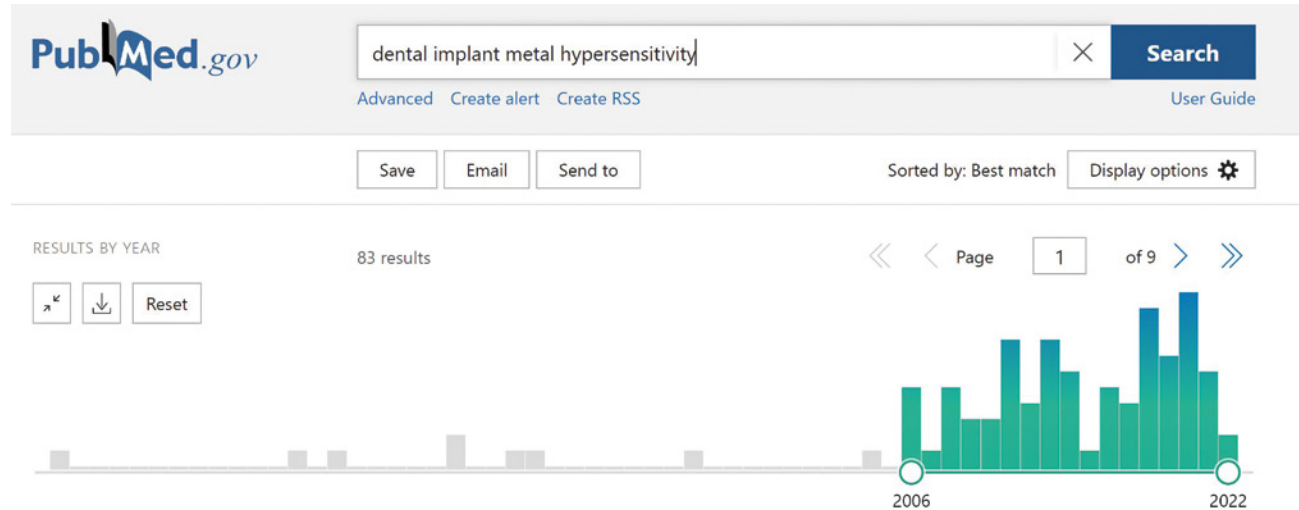 PubMed.gov
dental implant metal hypersensitivity
Search
Advanced Create alert Create RSS
User Guide
Save Email Send to
Sorted by: Best match Display options
RESULTS BY YEAR
83 results
Page 1 of 9
Reset
2006 2022